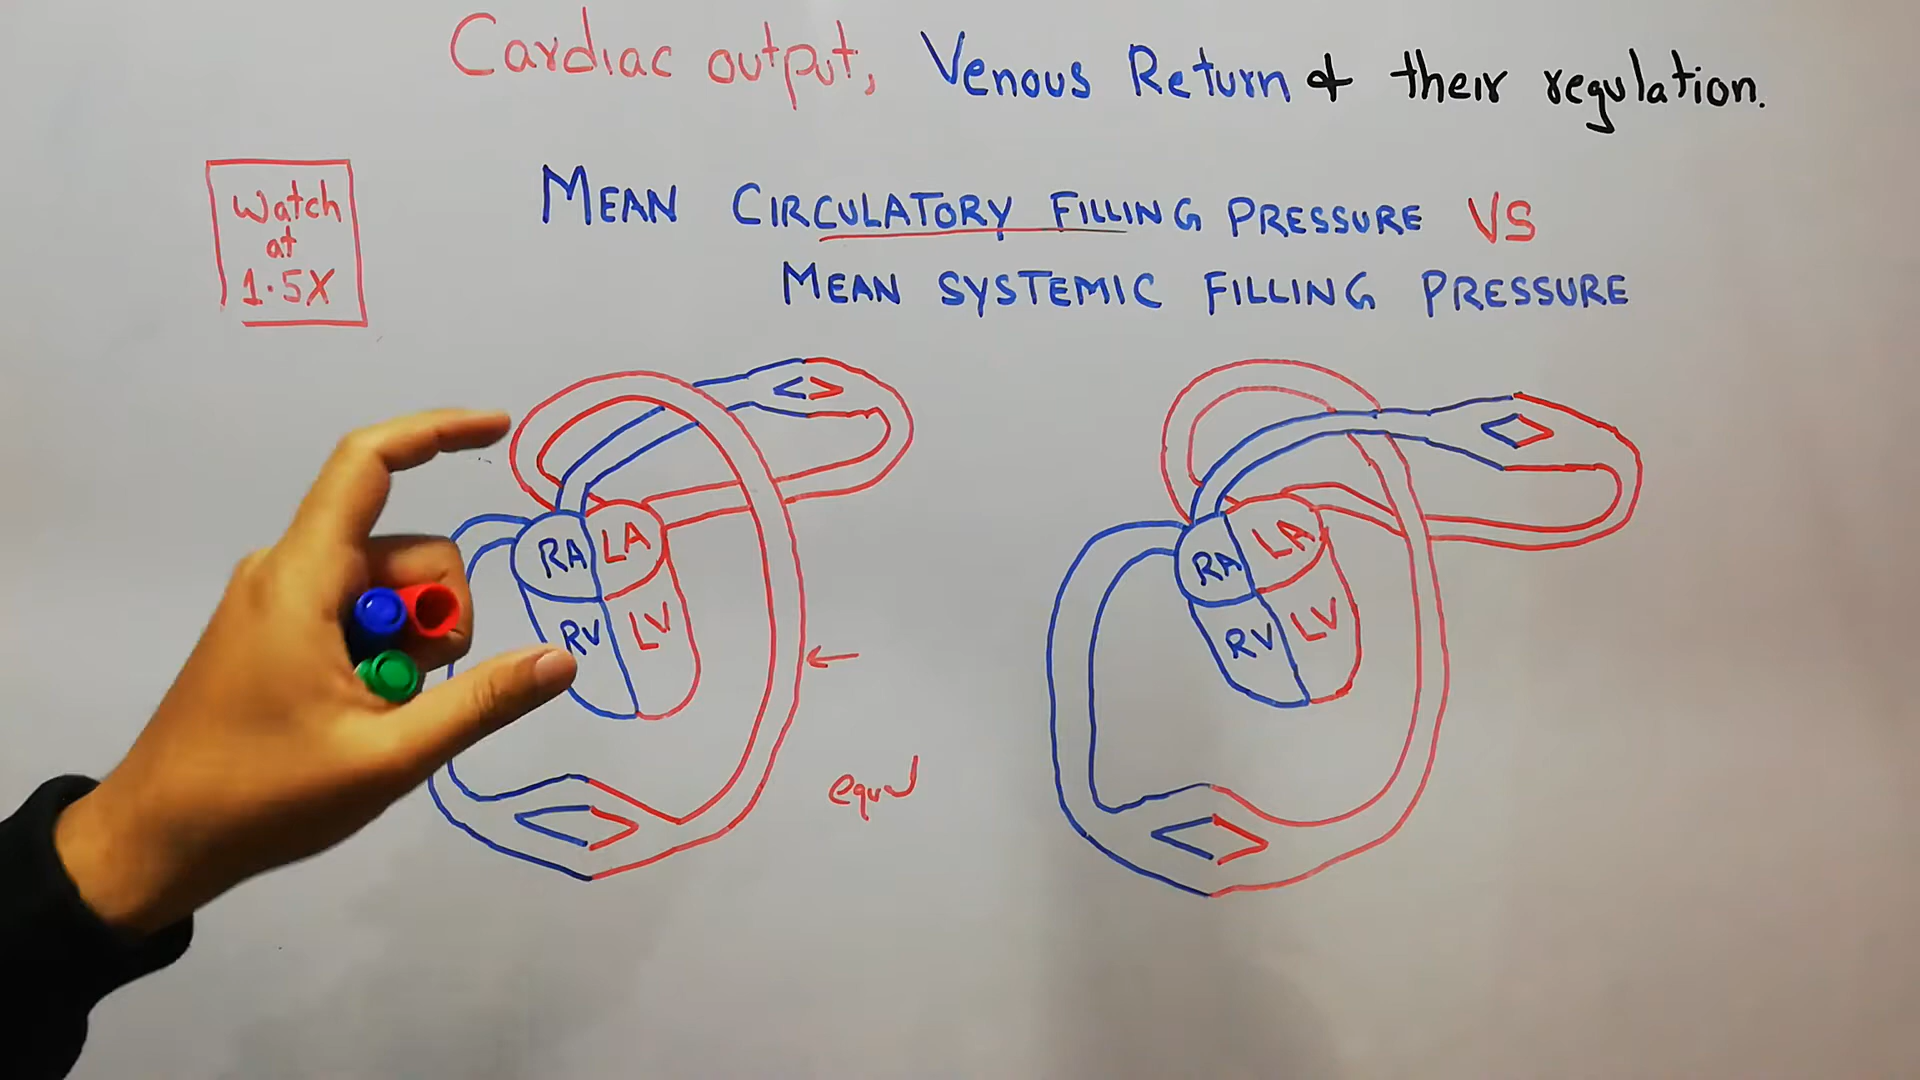 Cardiac output, Venous Return & their regulation.
Watch
at
1.5X
MEAN CIRCULATORY FILLING PRESSURE VS
MEAN SYSTEMIC FILLING PRESSURE
RA LA
RV LV
equal
RA LA
RV LV